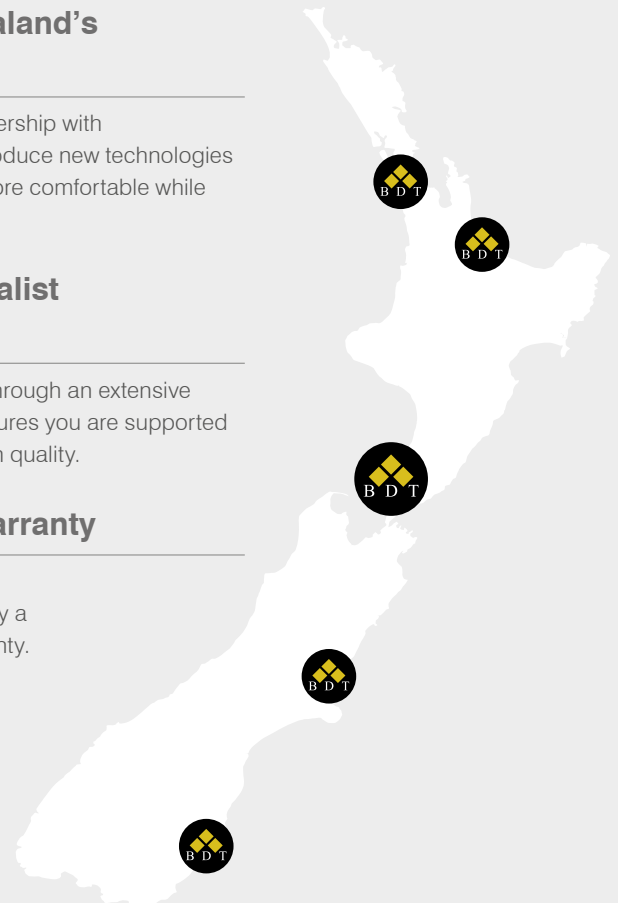 aland's
ership with
oduce new technologies
ore comfortable while
alist
hrough an extensive
ures you are supported
n quality.
arranty
y a
nty.
B D T
B D T
B D T
B D T
B D T